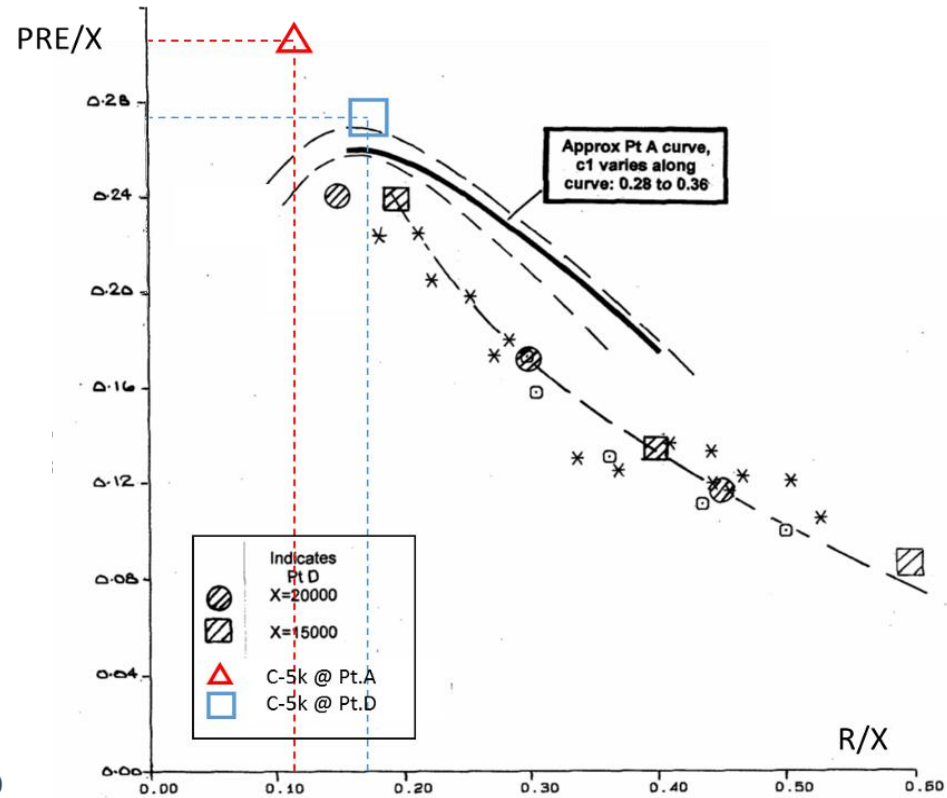 PRE/X
0.28
0.24
0.20
0.16
0.12
0.08
0.04
0.00
Approx Pt A curve,
c1 varies along
curve: 0.28 to 0.36
Indicates
Pt D
X=20000
X=15000
C-5k @ Pt.A
C-5k @ Pt.D
R/X
0.00
0.10
0.20
0.30
0.40
0.50
0.60